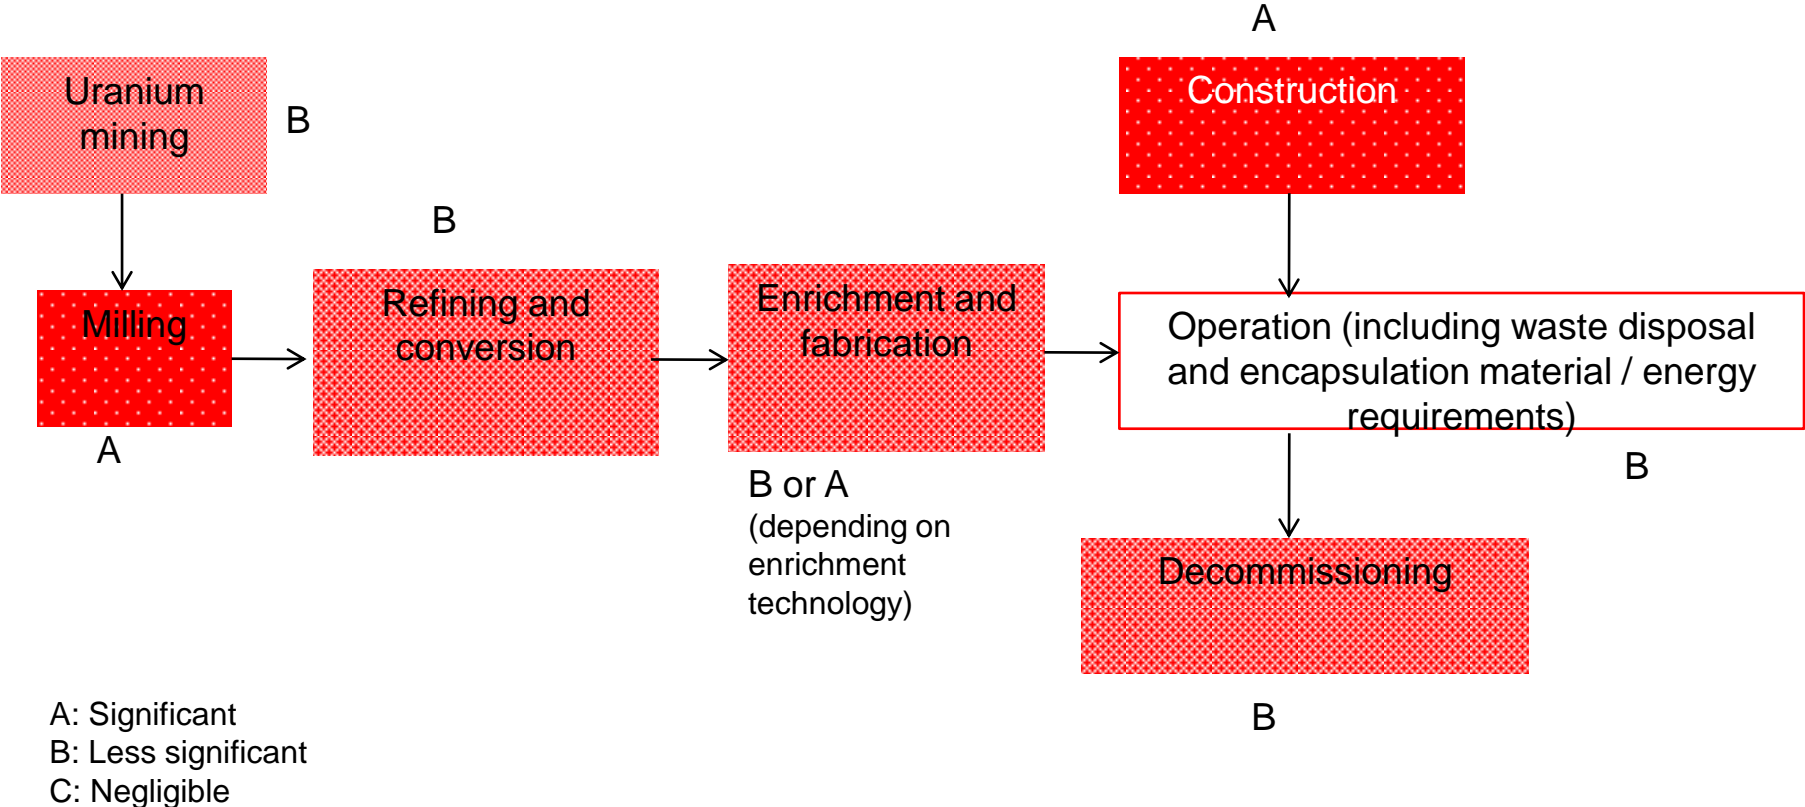 A
Uranium
mining
B
Construction
B
Milling
A
Refining and
conversion
Enrichment and
fabrication
B or A
(depending on
enrichment
technology)
Operation (including waste disposal
and encapsulation material / energy
requirements)
B
Decommissioning
B
A: Significant
B: Less significant
C: Negligible